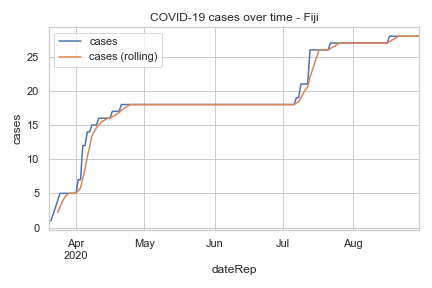 COVID-19 cases over time - Fiji
cases
cases (rolling)
25
20
15
10
5
0
cases
Apr
2020
May
Jun
Jul
Aug
dateRep